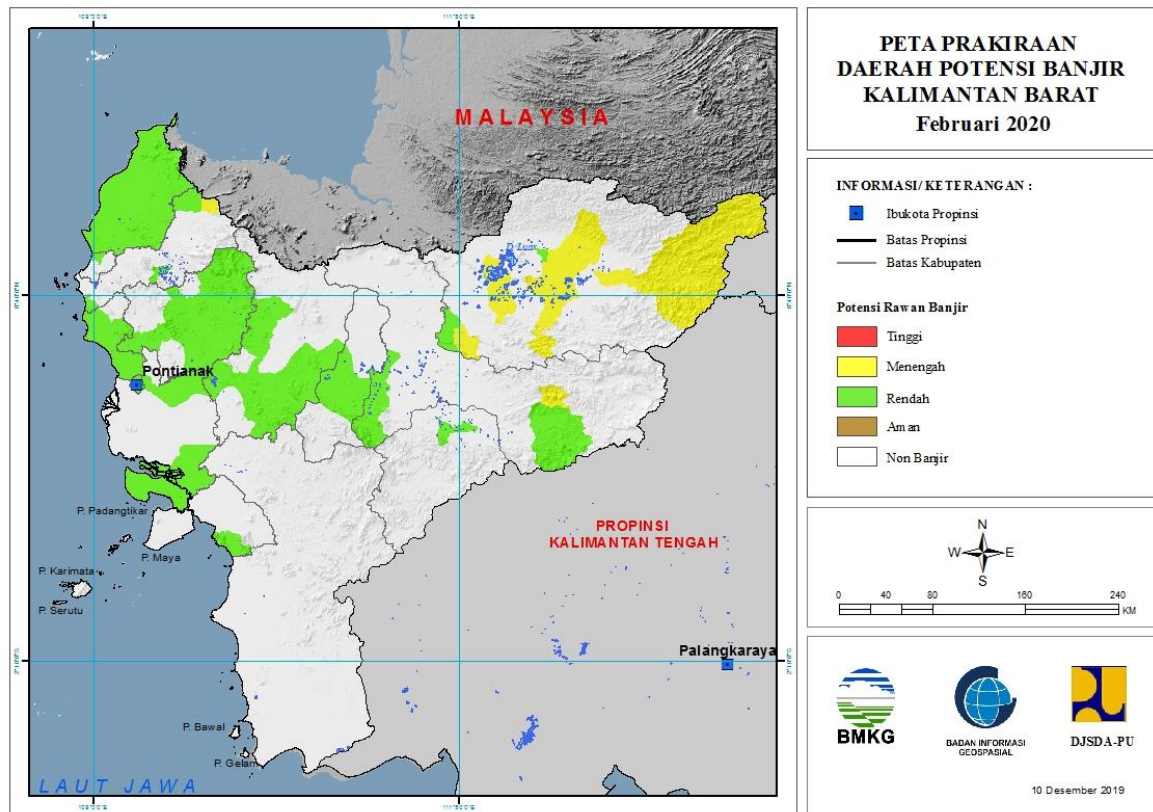 PETA PRAKIRAAN
DAERAH POTENSI BANJIR
KALIMANTAN BARAT
Februari 2020
INFORMASI/ KETERANGAN :
Ibukota Propinsi
Batas Propinsi
Batas Kabupaten
Potensi Rawan Banjir
Tinggi
Menengah
Rendah
Aman
Non Banjir
N
W
E
S
0 40 80 160 240
KM
BMKG
BADAN INFORMASI
GEOSPASIAL
DJSDA-PU
10 Desember 2019
MALAYSIA
D. Luar
Pontianak
P. Padangtikar
P. Maya
P. Karimata
P. Serutu
PROPINSI
KALIMANTAN TENGAH
Palangkaraya
P. Bawal
P. Gelam
LAUT JAWA